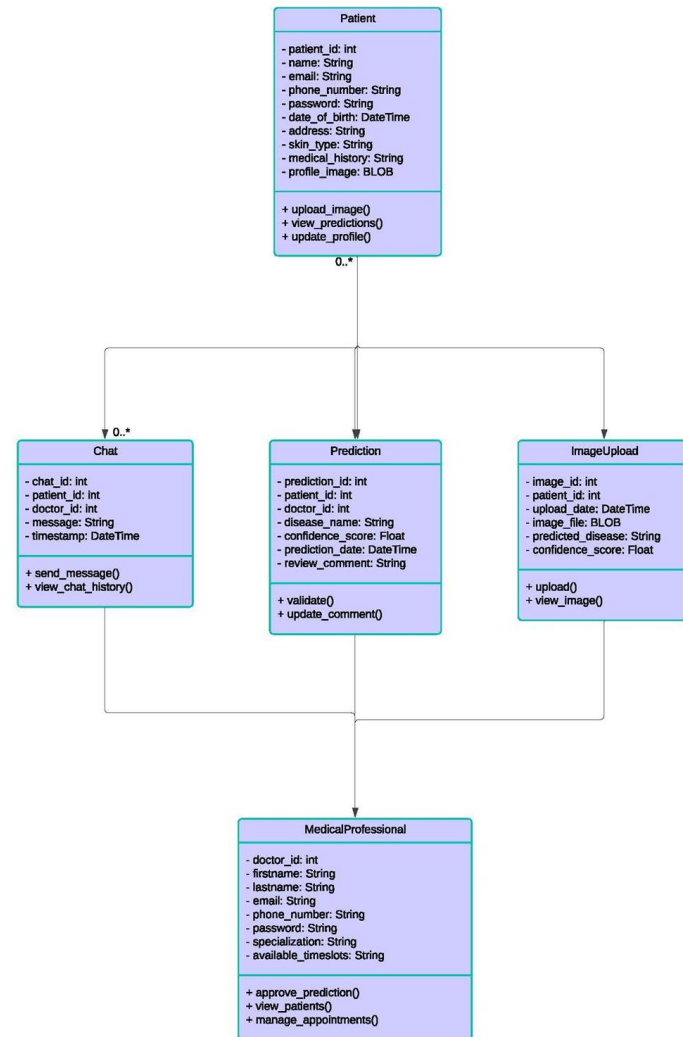 Patient
- patient_id: int
- name: String
- email: String
- phone_number: String
- password: String
- date_of_birth: DateTime
- address: String
- skin_type: String
- medical_history: String
- profile_image: BLOB
+ upload_image()
+ view_predictions()
+ update_profile()
0..*
0..*
Chat
- chat_id: int
- patient_id: int
- doctor_id: int
- message: String
- timestamp: DateTime
+ send_message()
+ view_chat_history()
Prediction
- prediction_id: int
- patient_id: int
- doctor_id: int
- disease_name: String
- confidence_score: Float
- prediction_date: DateTime
- review_comment: String
+ validate()
+ update_comment()
ImageUpload
- image_id: int
- patient_id: int
- upload_date: DateTime
- image_file: BLOB
- predicted_disease: String
- confidence_score: Float
+ upload()
+ view_image()
MedicalProfessional
- doctor_id: int
- firstname: String
- lastname: String
- email: String
- phone_number: String
- password: String
- specialization: String
- available_timeslots: String
+ approve_prediction()
+ view_patients()
+ manage_appointments()